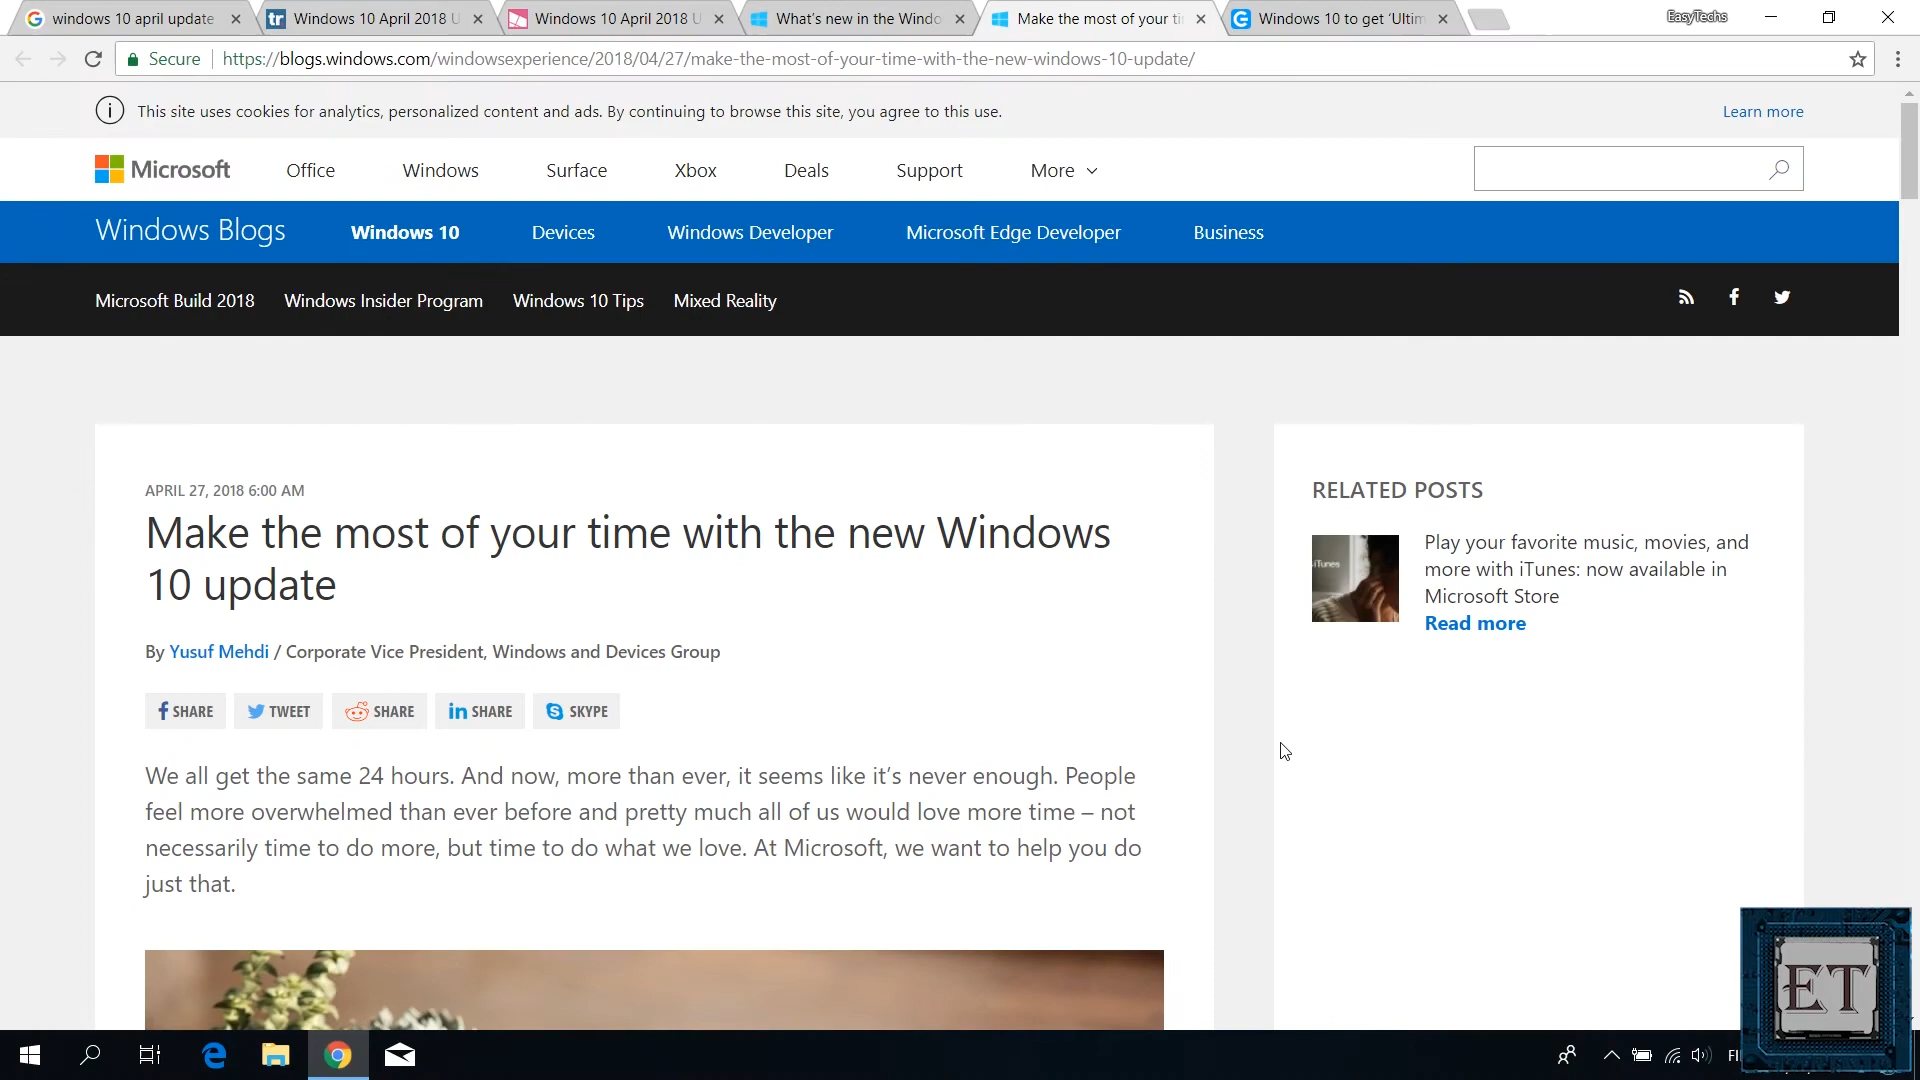 windows 10 april update
Windows 10 April 2018 U
Windows 10 April 2018 U
What's new in the Windo
Make the most of your ti
Windows 10 to get 'Ultim
EasyTechs
Secure
https://blogs.windows.com/windowsexperience/2018/04/27/make-the-most-of-your-time-with-the-new-windows-10-update/
This site uses cookies for analytics, personalized content and ads. By continuing to browse this site, you agree to this use.
Learn more
Microsoft
Office
Windows
Surface
Xbox
Deals
Support
More
Windows Blogs
Windows 10
Devices
Windows Developer
Microsoft Edge Developer
Business
Microsoft Build 2018
Windows Insider Program
Windows 10 Tips
Mixed Reality
APRIL 27, 2018 6:00 AM
Make the most of your time with the new Windows
10 update
By Yusuf Mehdi / Corporate Vice President, Windows and Devices Group
SHARE
TWEET
SHARE
SHARE
SKYPE
We all get the same 24 hours. And now, more than ever, it seems like it's never enough. People
feel more overwhelmed than ever before and pretty much all of us would love more time – not
necessarily time to do more, but time to do what we love. At Microsoft, we want to help you do
just that.
RELATED POSTS
iTunes
Play your favorite music, movies, and
more with iTunes: now available in
Microsoft Store
Read more
ET